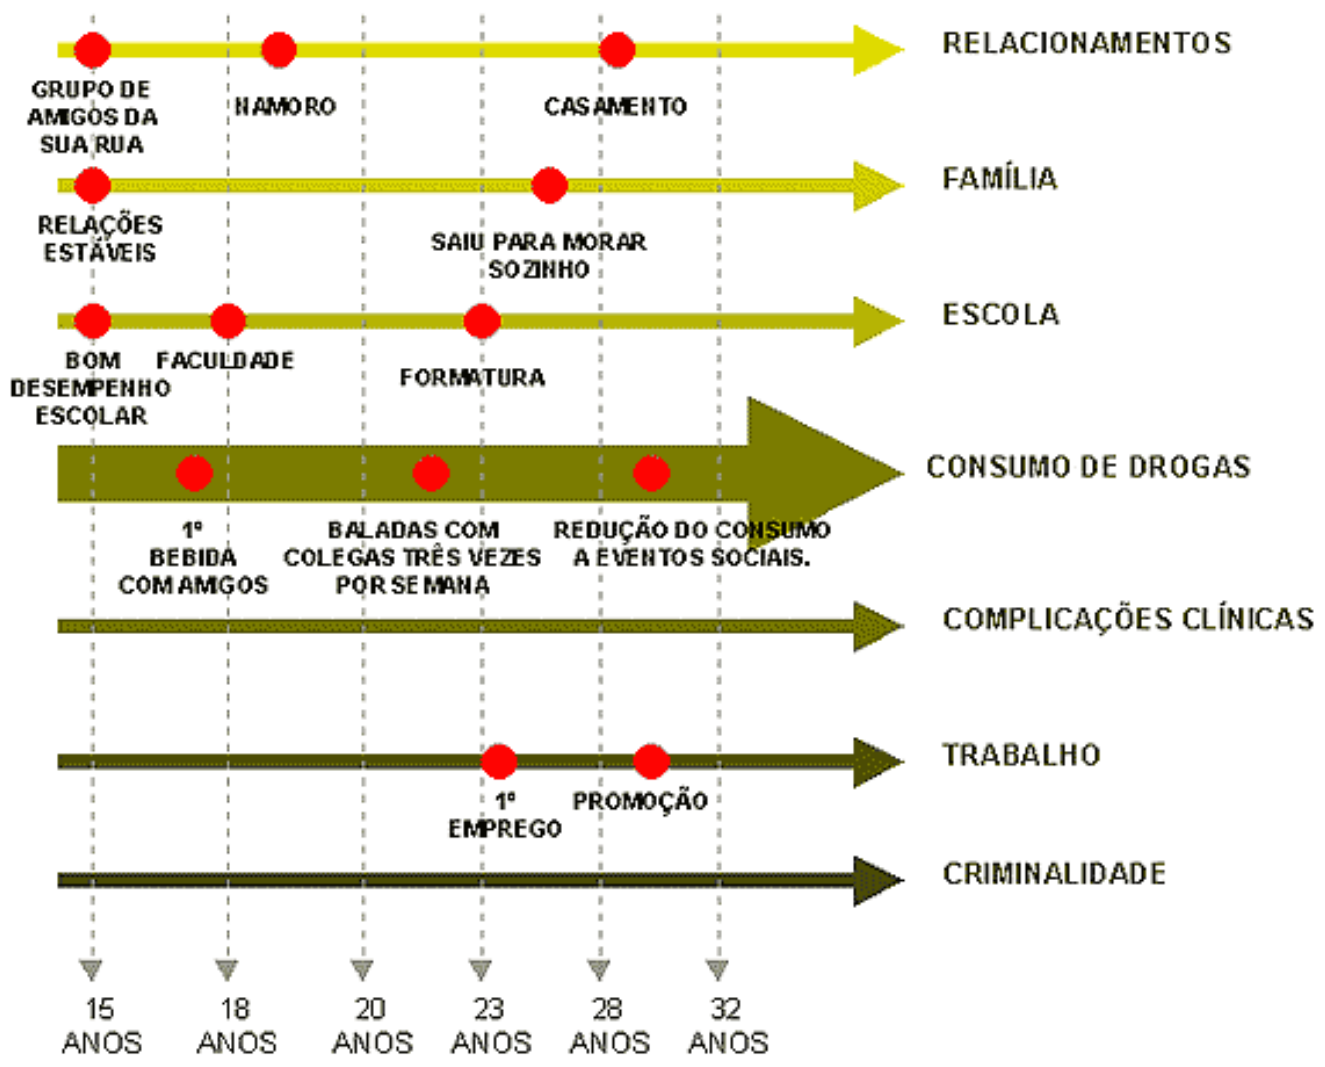 RELACIONAMENTOS
GRUPO DE
AMIGOS DA
SUA RUA
NAMORO
CASAMENTO
FAMÍLIA
RELAÇÕES
ESTÁVEIS
SAIU PARA MORAR
SOZINHO
ESCOLA
BOM
DESEMPENHO
ESCOLAR
FACULDADE
FORMATURA
CONSUMO DE DROGAS
1º
BEBIDA
COM AMIGOS
BALADAS COM
COLEGAS TRÊS VEZES
POR SEMANA
REDUÇÃO DO CONSUMO
A EVENTOS SOCIAIS.
COMPLICAÇÕES CLÍNICAS
TRABALHO
1º
EMPREGO
PROMOÇÃO
CRIMINALIDADE
15
ANOS
18
ANOS
20
ANOS
23
ANOS
28
ANOS
32
ANOS